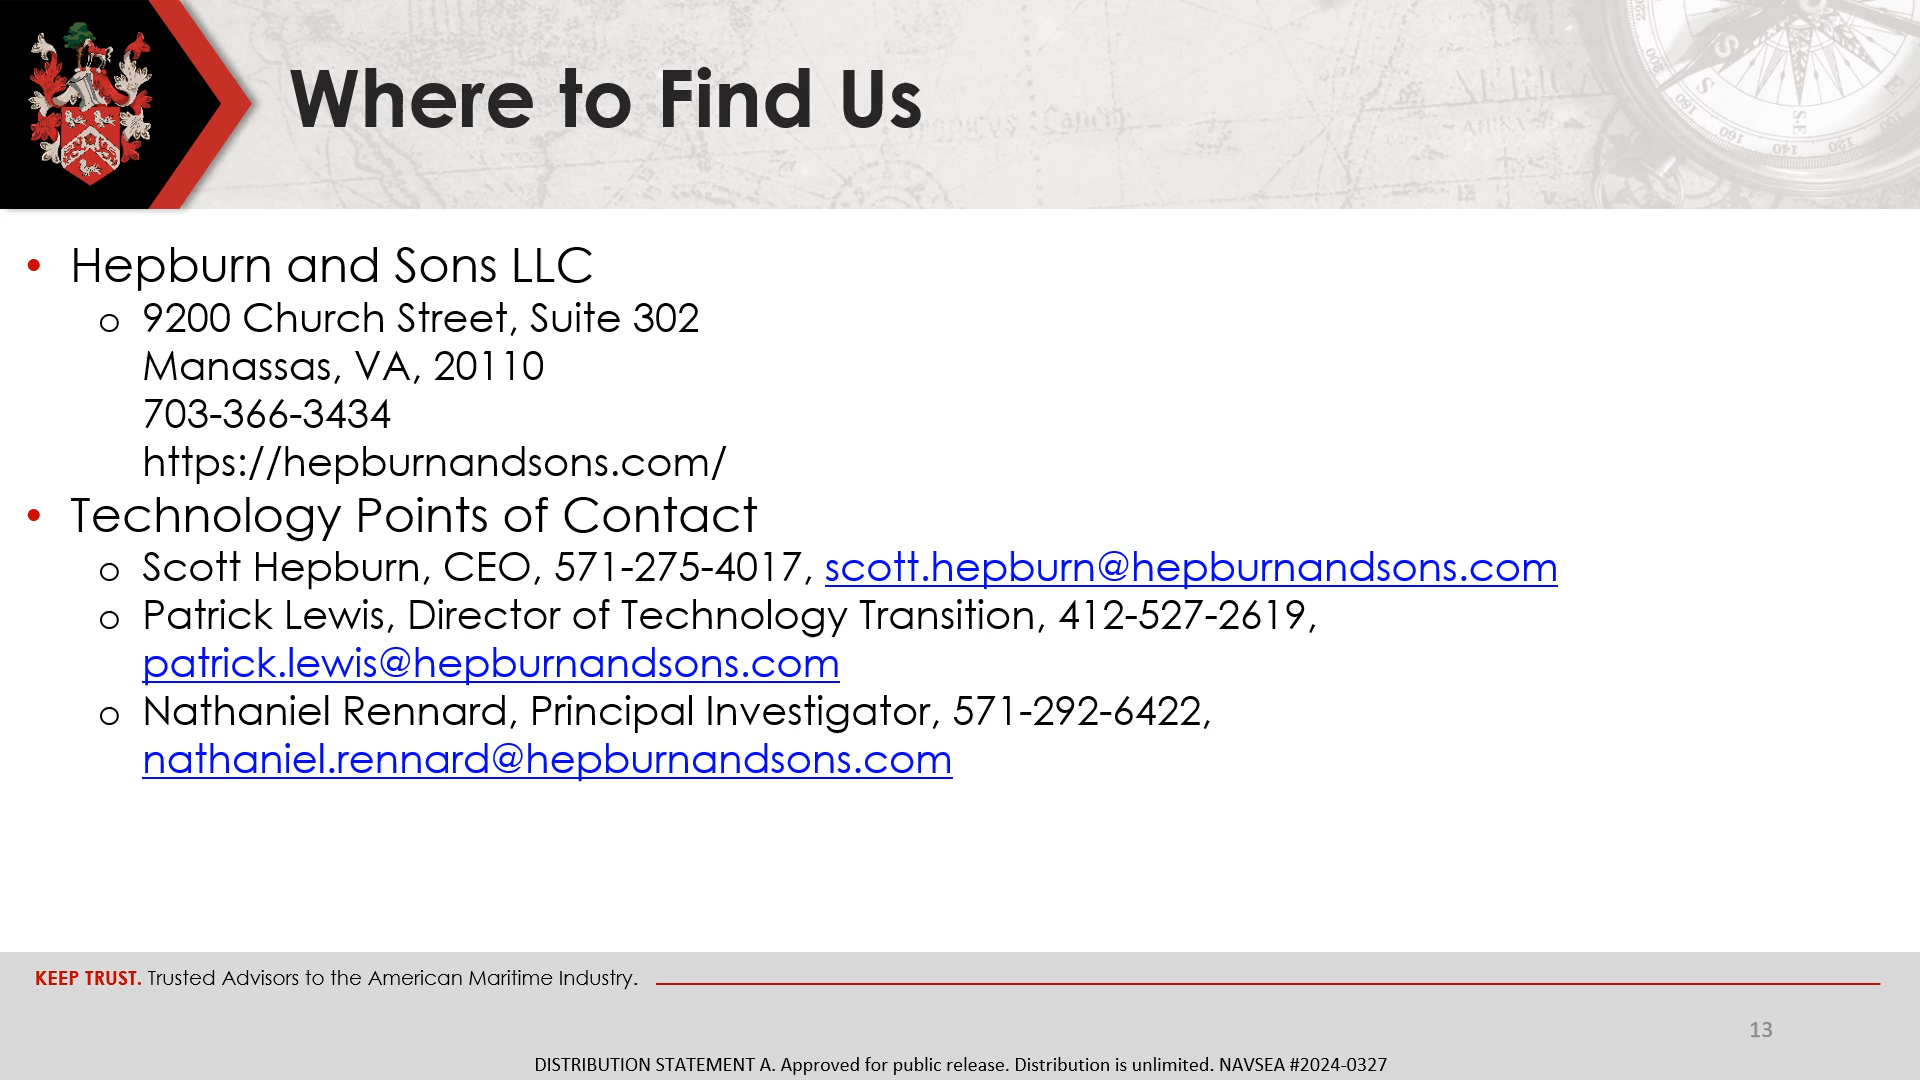 Where to Find Us
• Hepburn and Sons LLC
o 9200 Church Street, Suite 302
Manassas, VA, 20110
703-366-3434
https://hepburnandsons.com/
• Technology Points of Contact
o Scott Hepburn, CEO, 571-275-4017, scott.hepburn@hepburnandsons.com
o Patrick Lewis, Director of Technology Transition, 412-527-2619,
patrick.lewis@hepburnandsons.com
o Nathaniel Rennard, Principal Investigator, 571-292-6422,
nathaniel.rennard@hepburnandsons.com
KEEP TRUST. Trusted Advisors to the American Maritime Industry.
13
DISTRIBUTION STATEMENT A. Approved for public release. Distribution is unlimited. NAVSEA #2024-0327